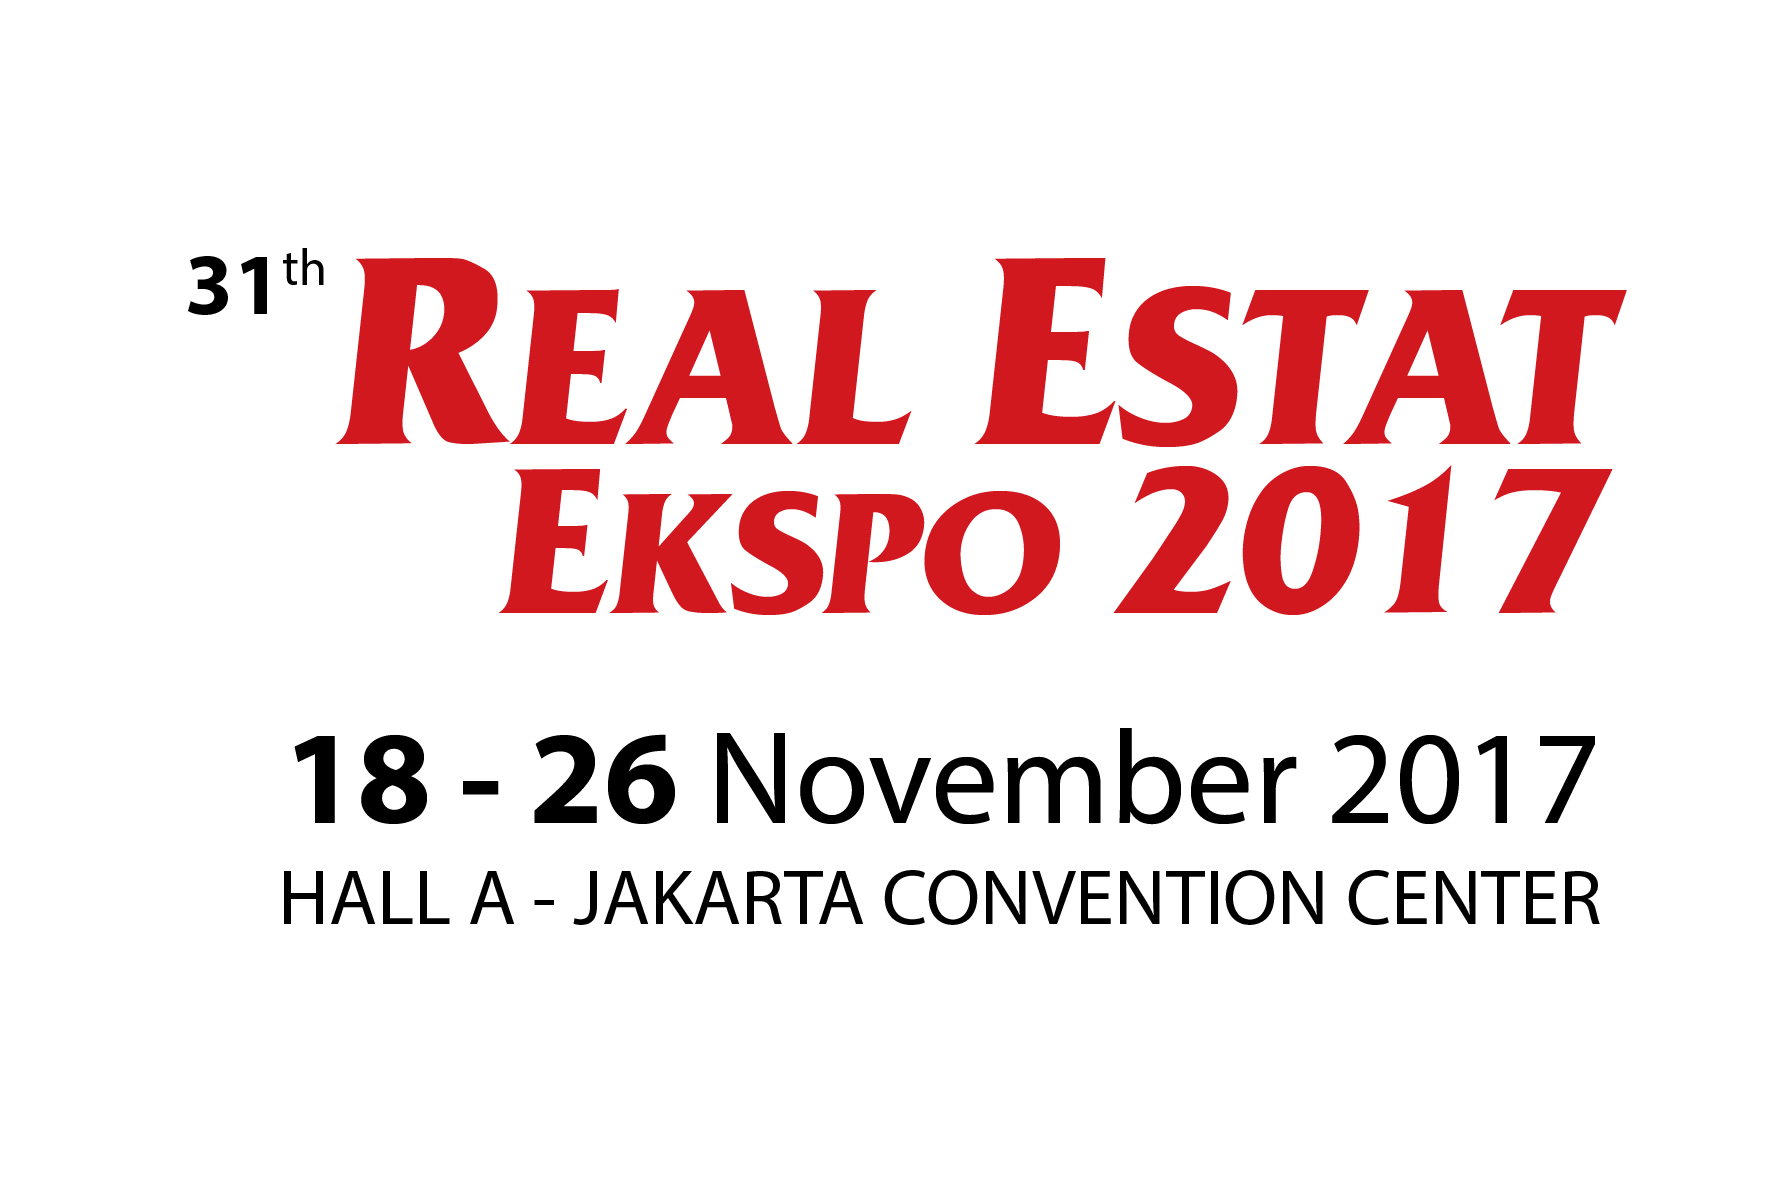 31th REAL ESTAT
EKSPO 2017
18 - 26 November 2017
HALL A - JAKARTA CONVENTION CENTER